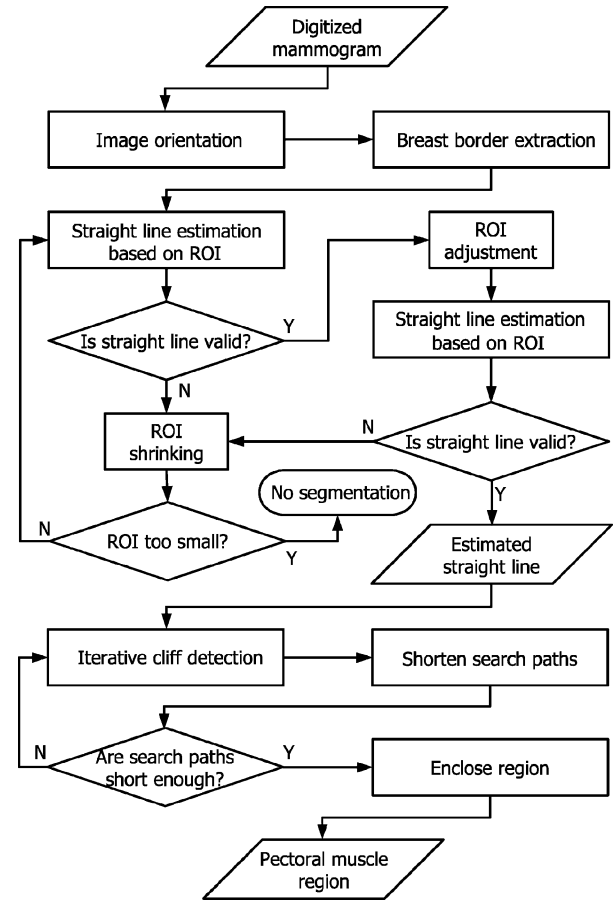 Digitized
mammogram
Image orientation
Breast border extraction
Straight line estimation
based on ROI
ROI
adjustment
Is straight line valid?
Y
N
Straight line estimation
based on ROI
ROI
shrinking
N
Is straight line valid?
Y
No segmentation
N
ROI too small?
Y
Estimated
straight line
Iterative cliff detection
Shorten search paths
N
Are search paths
short enough?
Y
Enclose region
Pectoral muscle
region